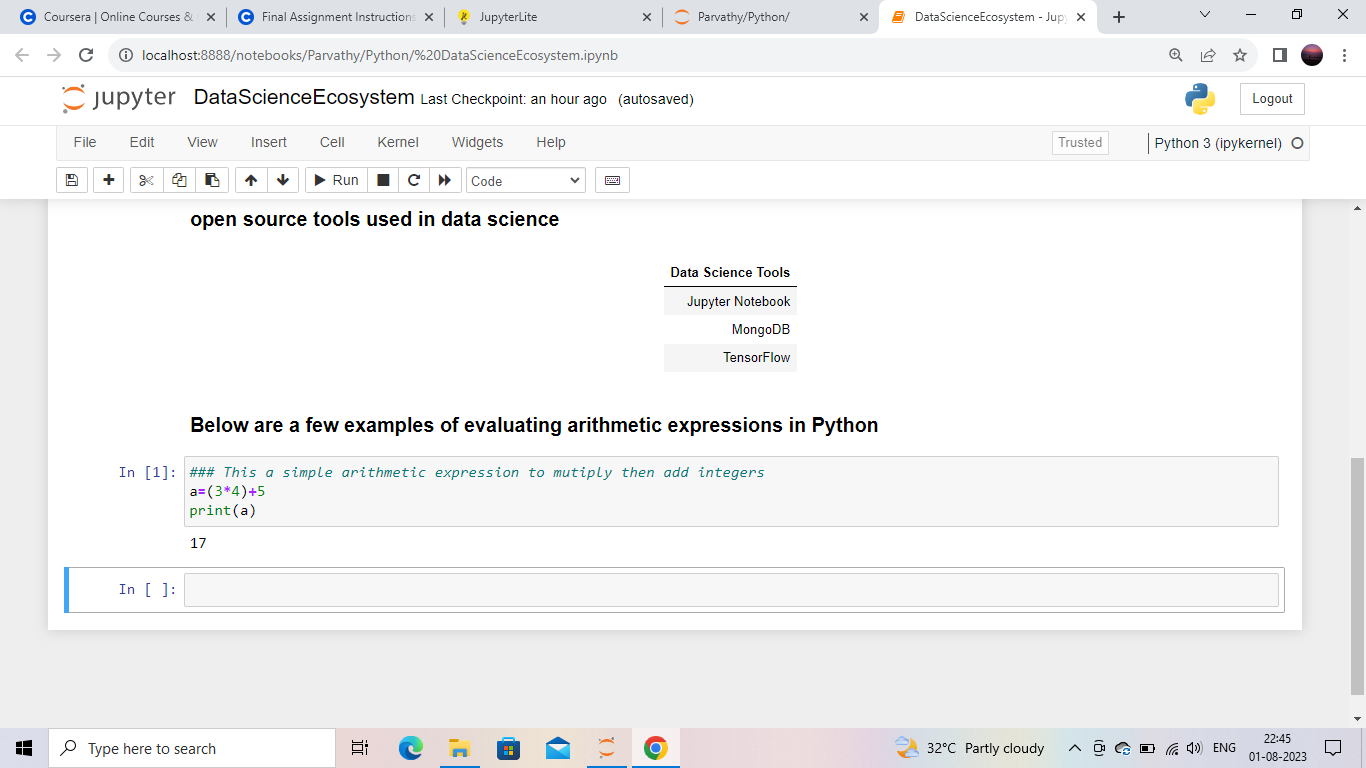 Coursera | Online Courses &
Final Assignment Instructions
JupyterLite
Parvathy/Python/
DataScienceEcosystem - Jup
localhost:8888/notebooks/Parvathy/Python/%20DataScienceEcosystem.ipynb
jupyter DataScienceEcosystem Last Checkpoint: an hour ago (autosaved)
Logout
File Edit View Insert Cell Kernel Widgets Help
Trusted
Python 3 (ipykernel)
Run
Code
open source tools used in data science
Data Science Tools
Jupyter Notebook
MongoDB
TensorFlow
Below are a few examples of evaluating arithmetic expressions in Python
In [1]: ### This a simple arithmetic expression to mutiply then add integers
a=(3*4)+5
print(a)
17
In [ ]:
Type here to search
32°C Partly cloudy
ENG
22:45
01-08-2023